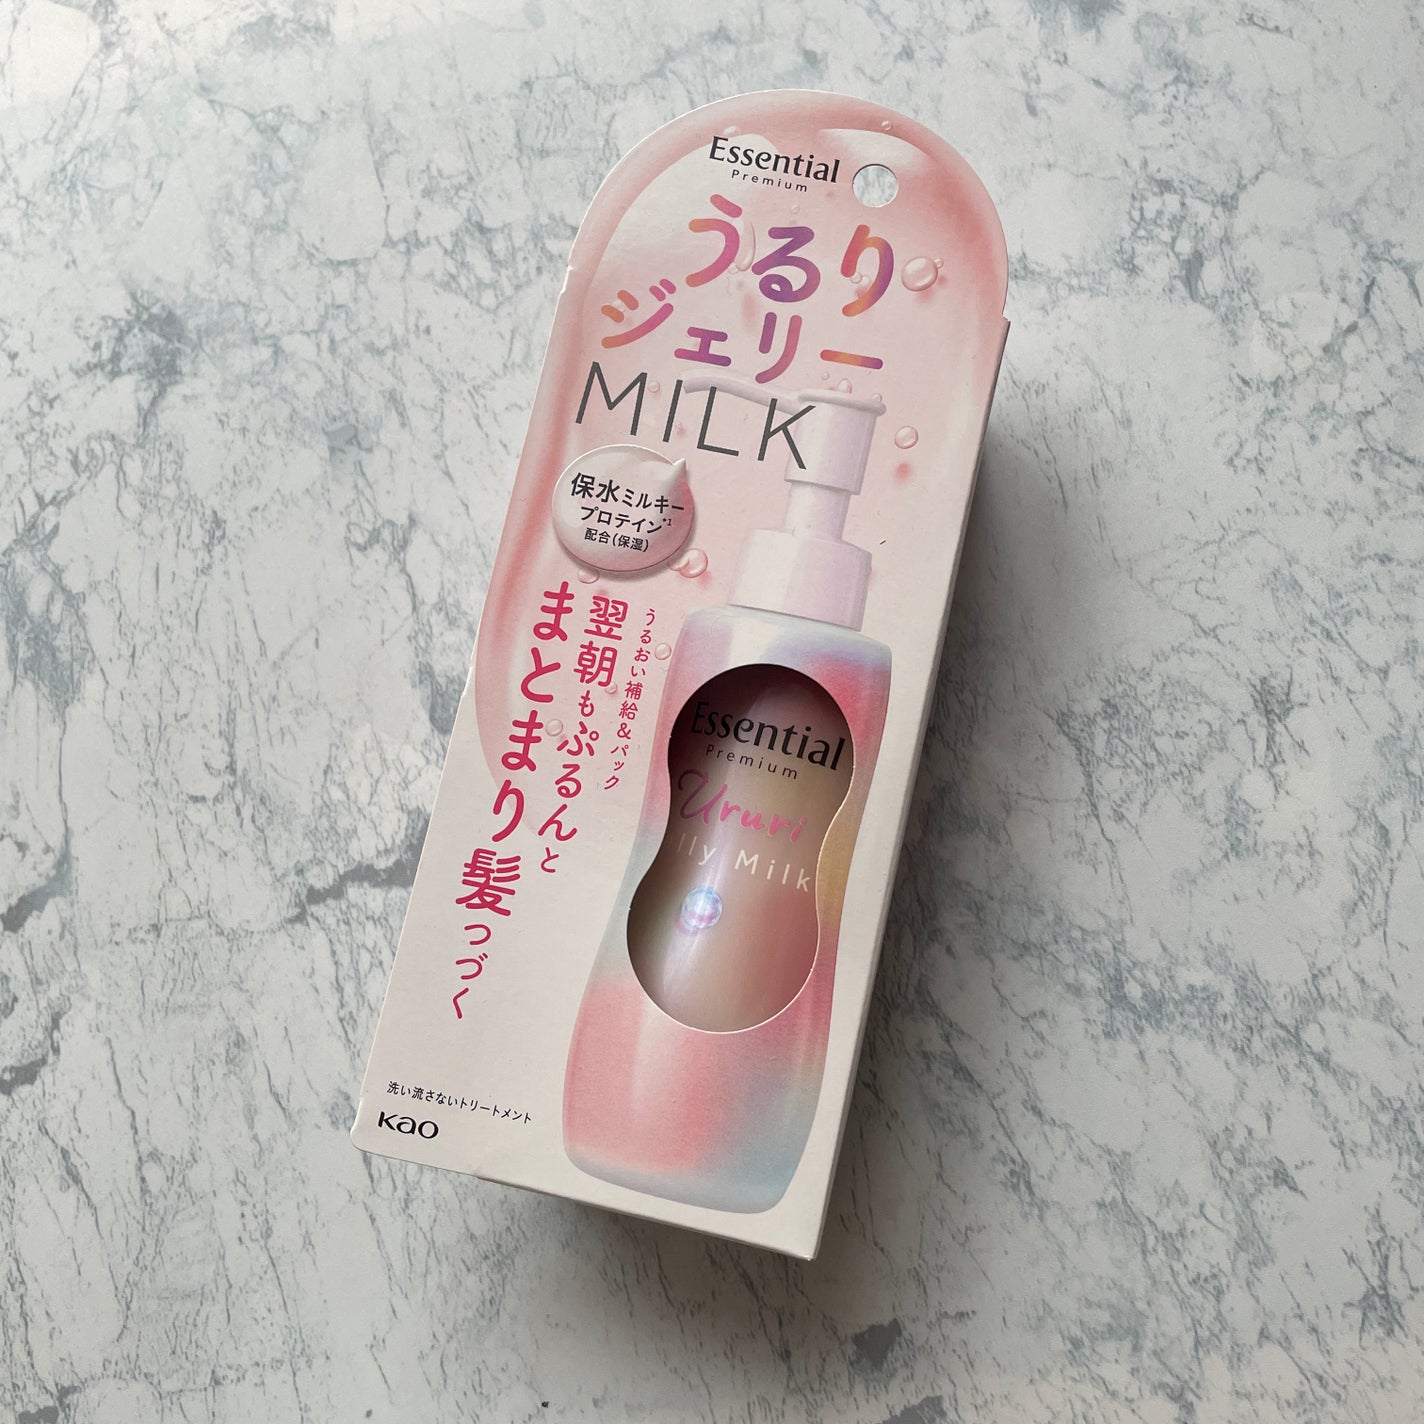 Essential
Premium
うるり
ジェリー
MILK
保水ミルキー
プロテイン*1
配合(保湿)
うるおい補給&パック
翌朝もぷるんと
まとまり髪つづく
Essential
Premium
Ururi
lly Milk
洗い流さないトリートメント
Kao